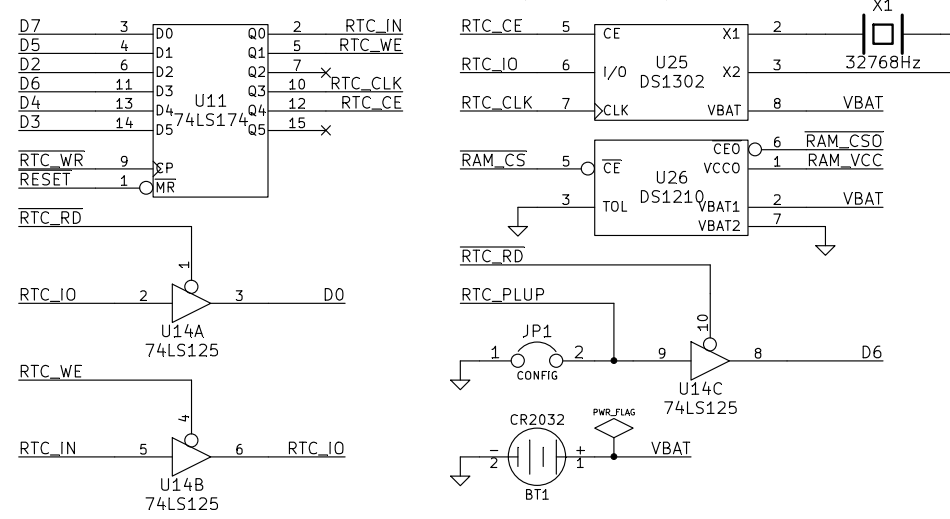 D7 3 D0 Q0 2 RTC_IN
D5 4 D1 Q1 5 RTC_WE
D2 6 D2 Q2 7
D6 11 D3 Q3 10 RTC_CLK
D4 13 D4 Q4 12 RTC_CE
D3 14 D5 Q5 15
U11
74LS174
RTC_WR 9 CP
RESET 1 MR
RTC_RD
1
RTC_IO 2 3 D0
U14A
74LS125
RTC_WE
4
RTC_IN 5 6 RTC_IO
U14B
74LS125
X1
32768Hz
RTC_CE 5 CE X1 2
RTC_IO 6 I/O X2 3
RTC_CLK 7 CLK VBAT 8 VBAT
U25
DS1302
CEO 6 RAM_CS0
RAM_CS 5 CE VCCO 1 RAM_VCC
U26
DS1210
3 TOL VBAT1 2 VBAT
VBAT2 7
RTC_RD
RTC_PLUP
10
JP1
1 2 9 8 D6
CONFIG
U14C
74LS125
CR2032
PWR_FLAG
- + VBAT
2 1
BT1